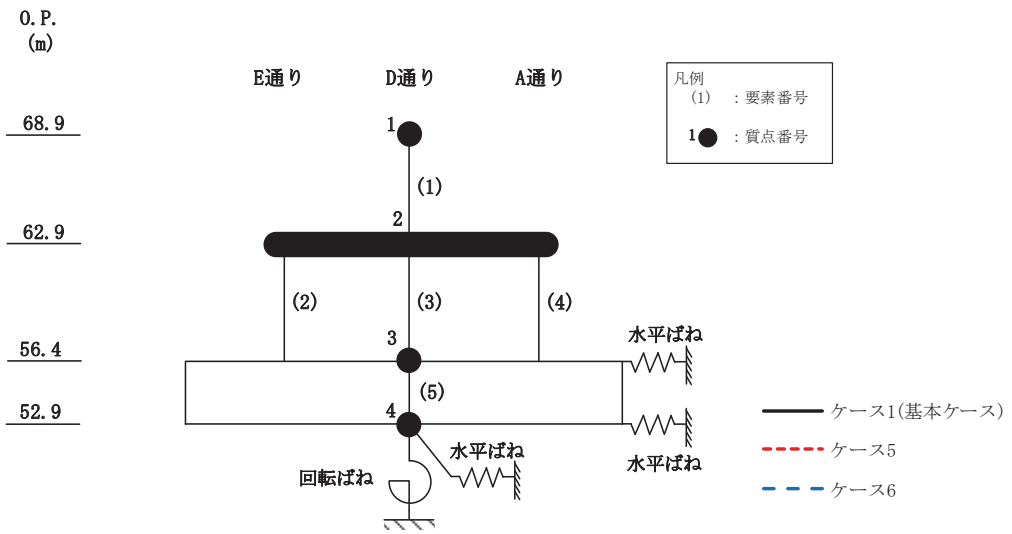 O.P.
(m)
E通り
D通り
A通り
凡例
(1) :要素番号
1 :質点番号
68.9
1
(1)
2
62.9
(2)
(3)
(4)
3
水平ばね
56.4
(5)
52.9
4
ケース1(基本ケース)
水平ばね
水平ばね
ケース5
回転ばね
ケース6